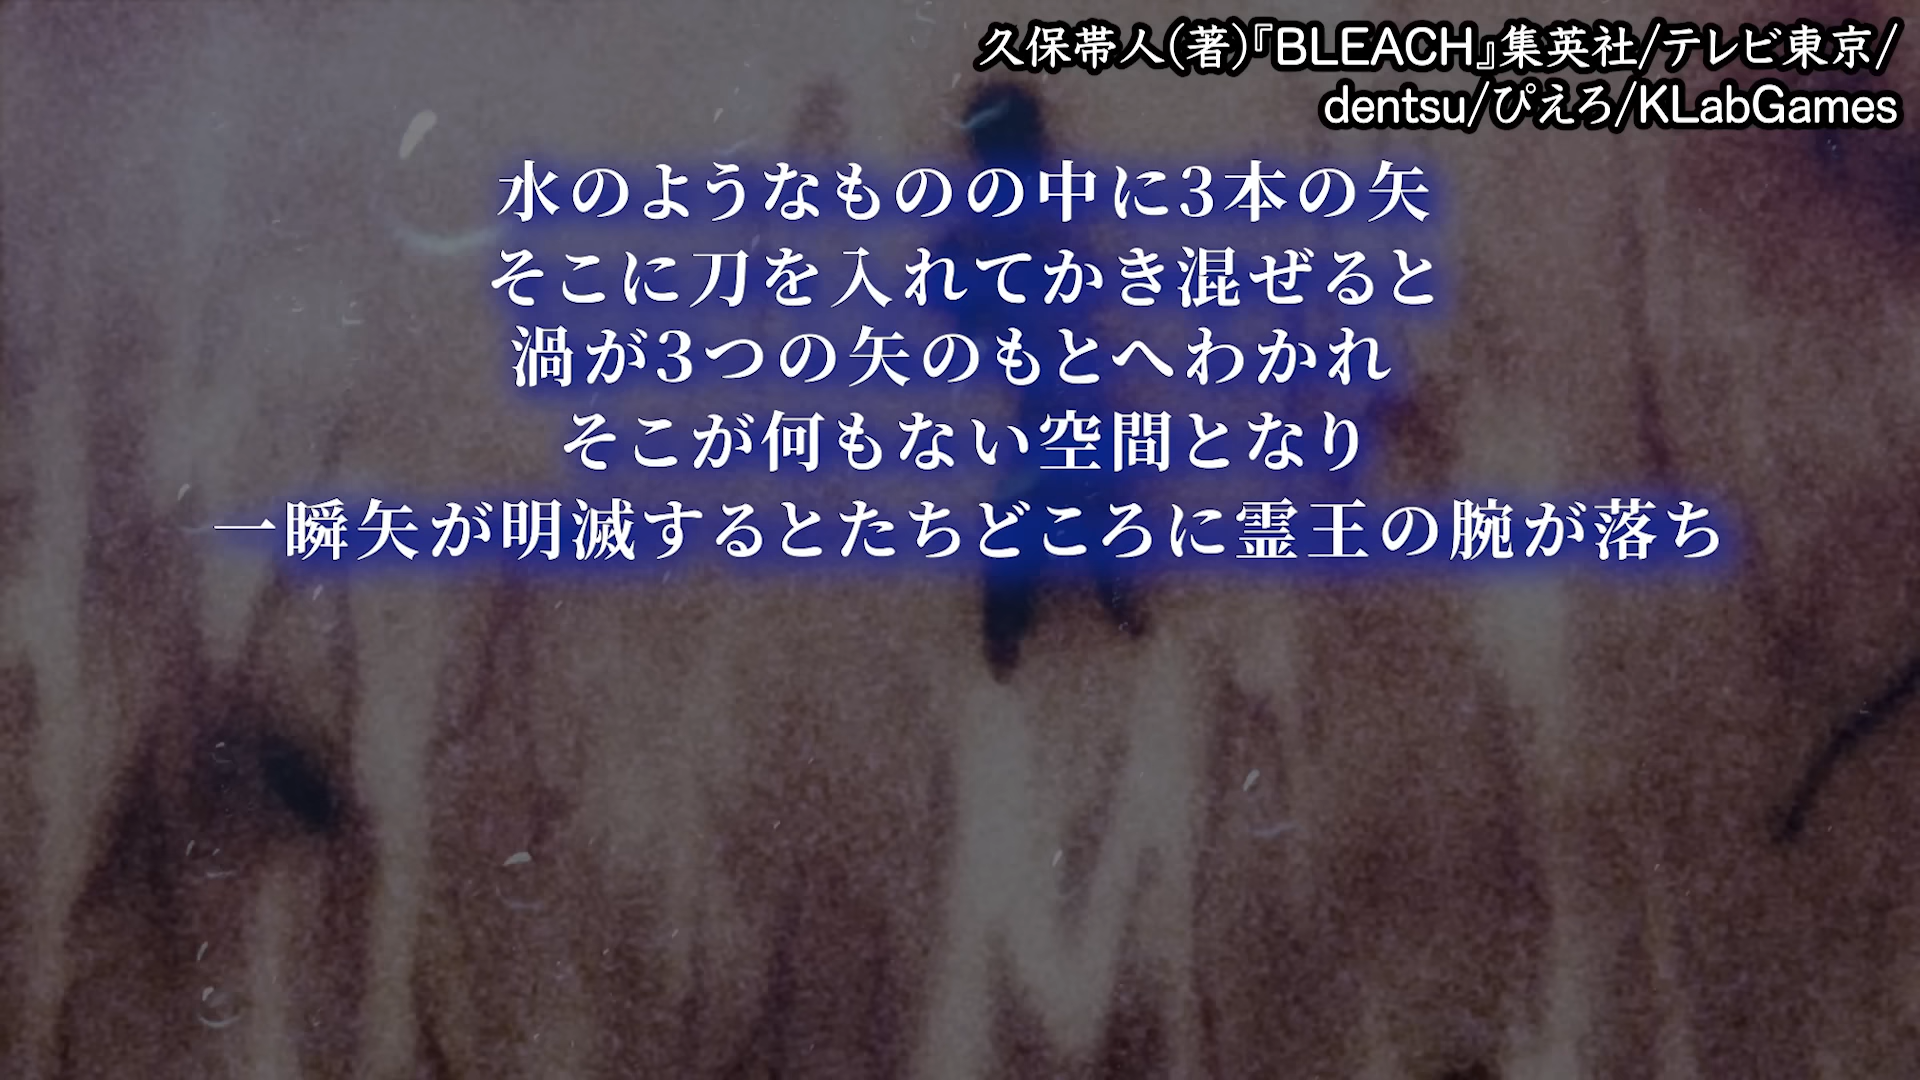 久保帯人(著)『BLEACH』集英社/テレビ東京/
dentsu/ぴえろ/KLabGames
水のようなものの中に3本の矢
そこに刀を入れてかき混ぜると
渦が3つの矢のもとへわかれ
そこが何もない空間となり
一瞬矢が明滅するとたちどころに霊王の腕が落ち